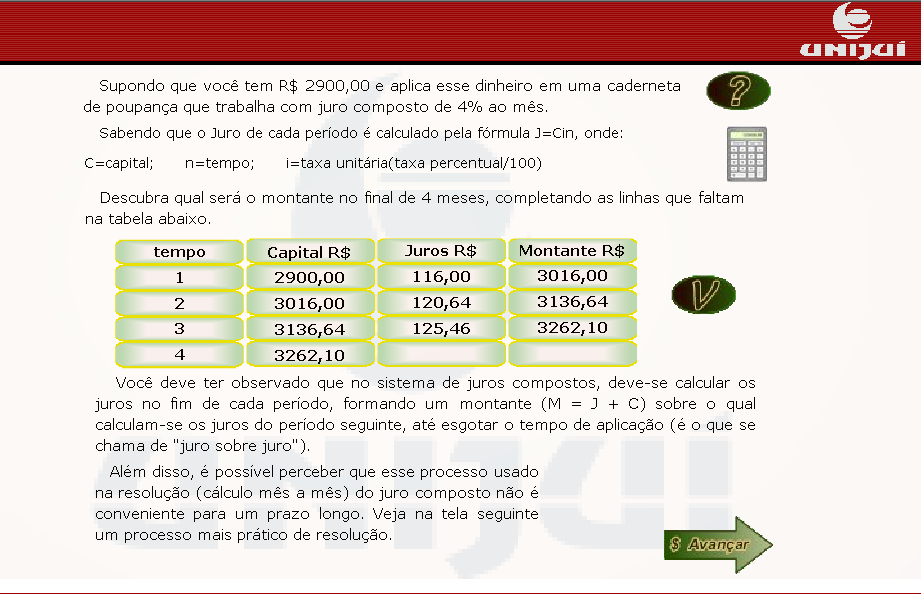 UNIJUÍ
Supondo que você tem R$ 2900,00 e aplica esse dinheiro em uma caderneta
de poupança que trabalha com juro composto de 4% ao mês.
?
Sabendo que o Juro de cada período é calculado pela fórmula J=Cin, onde:
C=capital; n=tempo; i=taxa unitária(taxa percentual/100)
Descubra qual será o montante no final de 4 meses, completando as linhas que faltam
na tabela abaixo.
tempo Capital R$ Juros R$ Montante R$
1 2900,00 116,00 3016,00
2 3016,00 120,64 3136,64
V
3 3136,64 125,46 3262,10
4 3262,10
Você deve ter observado que no sistema de juros compostos, deve-se calcular os
juros no fim de cada período, formando um montante (M = J + C) sobre o qual
calculam-se os juros do período seguinte, até esgotar o tempo de aplicação (é o que se
chama de "juro sobre juro").
Além disso, é possível perceber que esse processo usado
na resolução (cálculo mês a mês) do juro composto não é
conveniente para um prazo longo. Veja na tela seguinte
um processo mais prático de resolução.
$ Avançar
UNIJUÍ